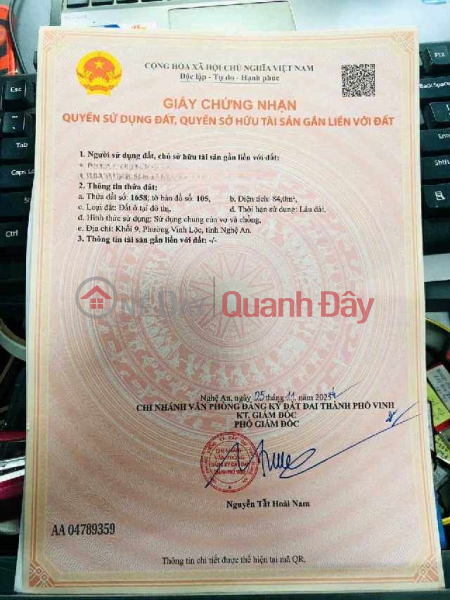 CỘNG HÒA XÃ HỘI CHỦ NGHĨA VIỆT NAM
Độc lập - Tự do - Hạnh phúc
GIẤY CHỨNG NHẬN
QUYỀN SỬ DỤNG ĐẤT, QUYỀN SỞ HỮU TÀI SẢN GẮN LIỀN VỚI ĐẤT
1. Người sử dụng đất, chủ sở hữu tài sản gắn liền với đất:
2. Thông tin thửa đất:
a. Thửa đất số: 1658; tờ bản đồ số: 105, b. Diện tích: 84,0m²,
c. Loại đất: Đất ở tại đô thị, d. Thời hạn sử dụng: Lâu dài,
đ. Hình thức sử dụng: Sử dụng chung của vợ và chồng,
e. Địa chỉ: Khối 9, Phường Vinh Lộc, tỉnh Nghệ An.
3. Thông tin tài sản gắn liền với đất: -/-
Quanh Đây
Nghệ An, ngày 25 tháng 11 năm 2025
CHI NHÁNH VĂN PHÒNG ĐĂNG KÝ ĐẤT ĐAI THÀNH PHỐ VINH
KT. GIÁM ĐỐC
PHÓ GIÁM ĐỐC
Nguyễn Tất Hoài Nam
AA 04789359
Thông tin chi tiết được thể hiện tại mã QR.